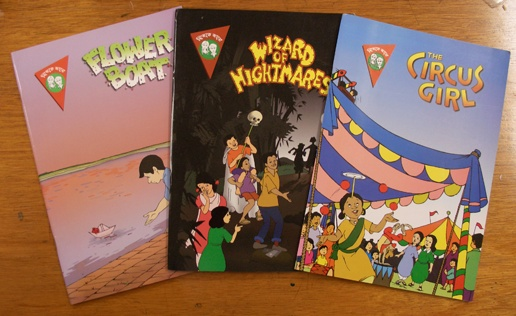 FLOWER
BOAT
WIZARD
OF
NIGHTMARES
THE
CIRCUS
GIRL